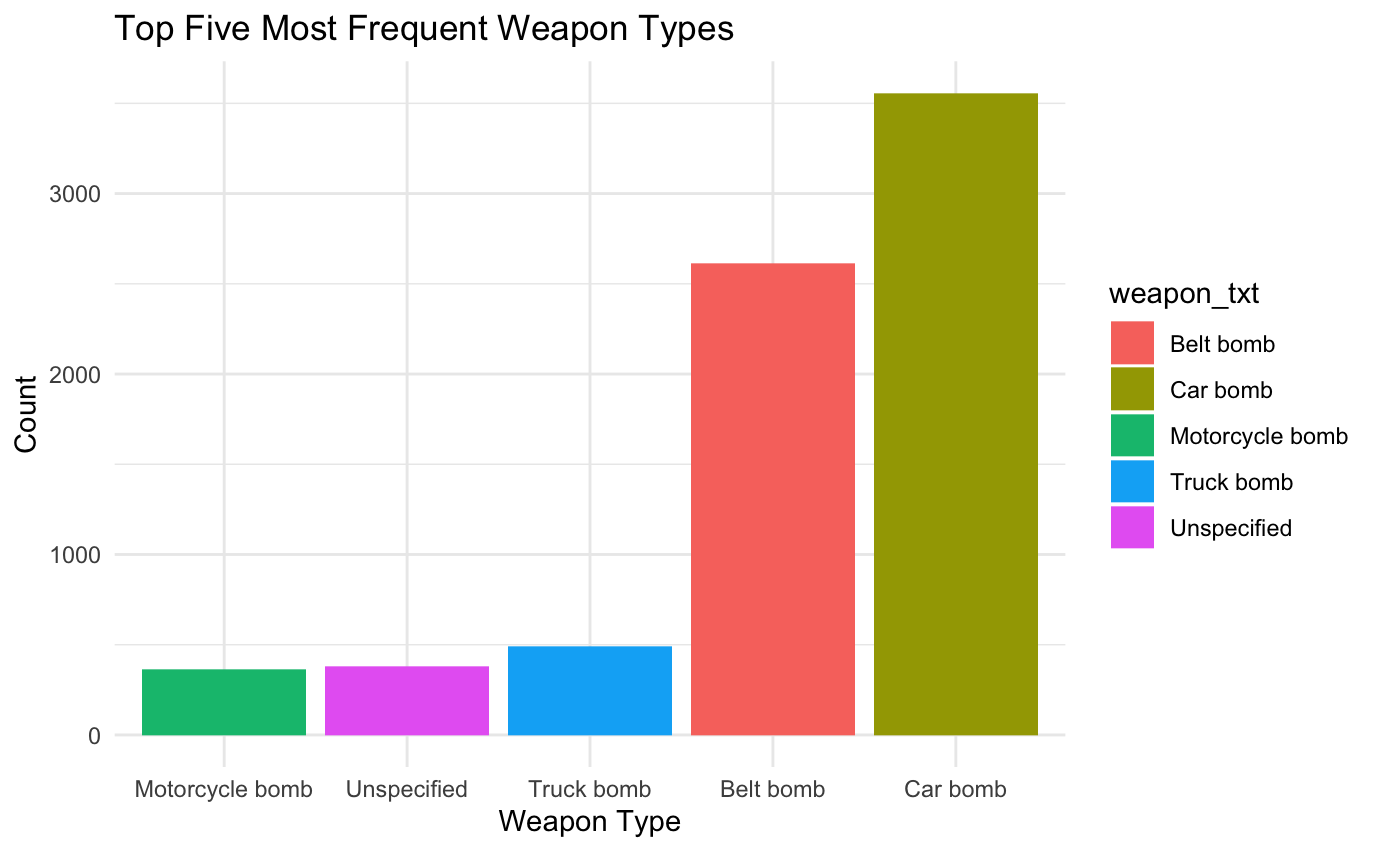 Top Five Most Frequent Weapon Types
Count
3000
2000
1000
0
Motorcycle bomb Unspecified Truck bomb Belt bomb Car bomb
Weapon Type
weapon_txt
Belt bomb
Car bomb
Motorcycle bomb
Truck bomb
Unspecified